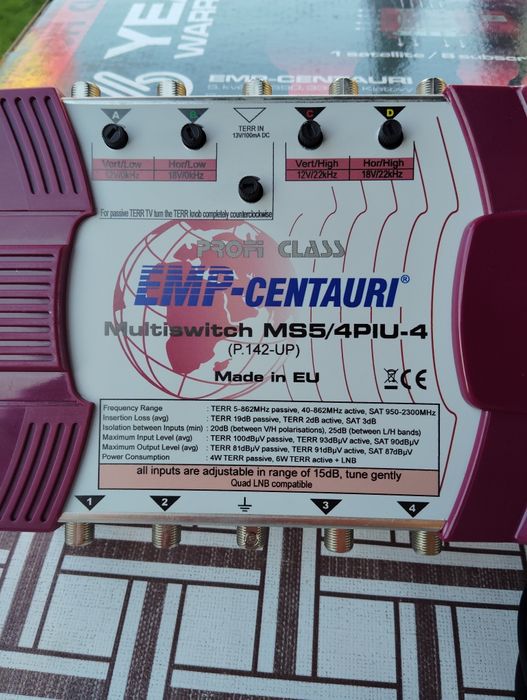 YE
WARR
1 satellite / 8 subscr
EMP-CENTAURI
A
B
TERR IN
13V/100mA DC
C
D
Vert/Low
12V/0kHz
Hor/Low
18V/0kHz
Vert/High
12V/22kHz
Hor/High
18V/22kHz
For passive TERR TV turn the TERR knob completely counterclockwise
PROFI CLASS
EMP-CENTAURI®
Multiswitch MS5/4PIU-4
(P.142-UP)
Made in EU
CE
Frequency Range : TERR 5-862MHz passive, 40-862MHz active, SAT 950-2300MHz
Insertion Loss (avg) : TERR 19dB passive, TERR 2dB active, SAT 3dB
Isolation between Inputs (min) : 20dB (between V/H polarisations), 25dB (between L/H bands)
Maximum Input Level (avg) : TERR 100dBµV passive, TERR 93dBµV active, SAT 90dBµV
Maximum Output Level (avg) : TERR 81dBµV passive, TERR 91dBµV active, SAT 87dBµV
Power Consumption : 4W TERR passive, 6W TERR active + LNB
all inputs are adjustable in range of 15dB, tune gently
Quad LNB compatible
1
2
3
4